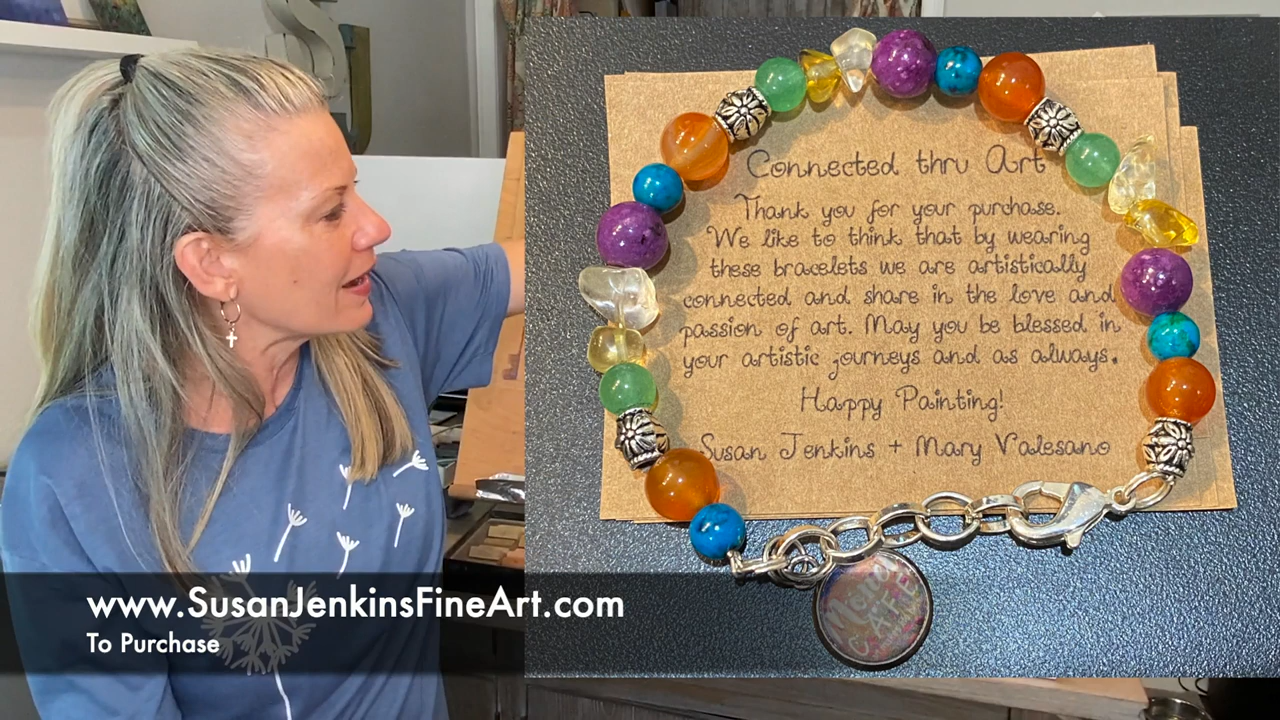 Connected thru Art
Thank you for your purchase.
We like to think that by wearing
these bracelets we are artistically
connected and share in the love and
passion of art. May you be blessed in
your artistic journeys and as always.
Happy Painting!
Susan Jenkins + Mary Valesano
www.SusanJenkinsFineArt.com
To Purchase